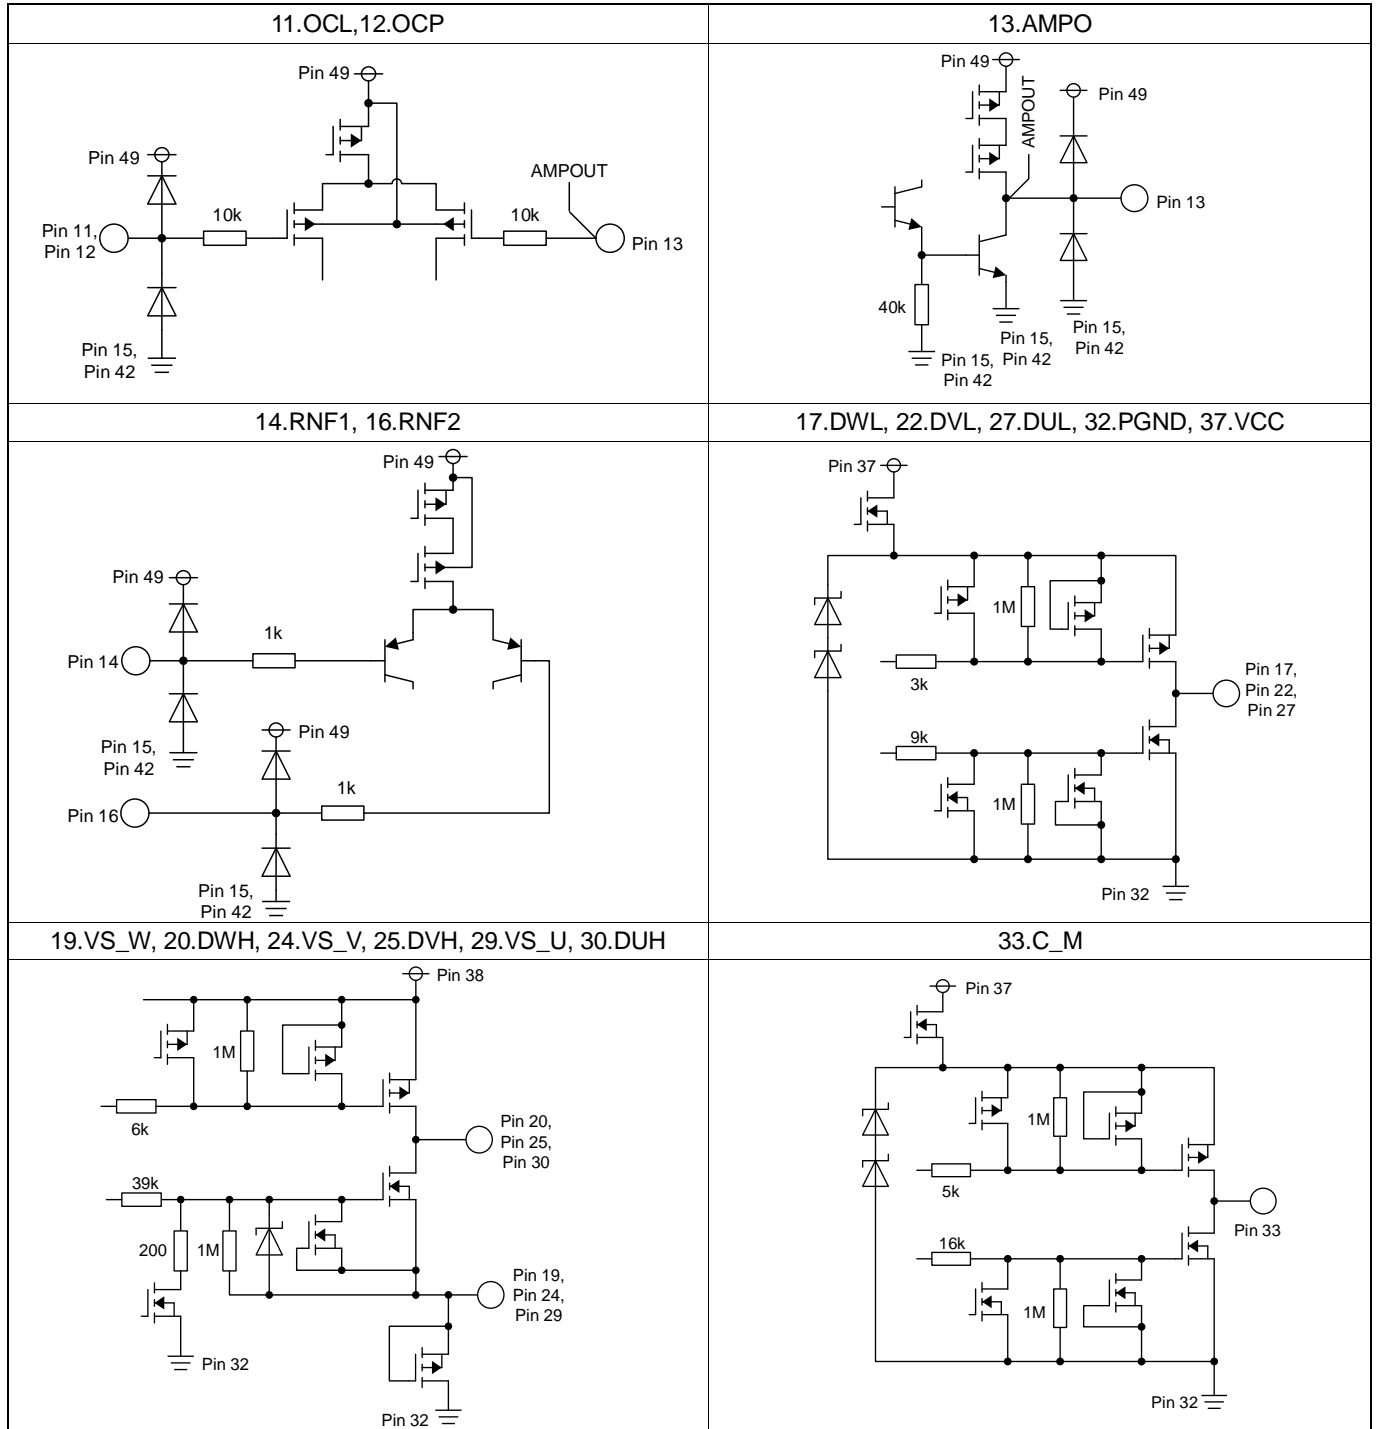 11.OCL,12.OCP
Pin 49
Pin 49
AMPOUT
10k
10k
Pin 11,
Pin 12
Pin 13
Pin 15,
Pin 42
13.AMPO
Pin 49
AMPOUT
Pin 49
Pin 13
40k
Pin 15,
Pin 42
Pin 15,
Pin 42
Pin 15,
Pin 42
14.RNF1, 16.RNF2
Pin 49
Pin 49
1k
Pin 14
Pin 15,
Pin 42
Pin 49
1k
Pin 16
Pin 15,
Pin 42
17.DWL, 22.DVL, 27.DUL, 32.PGND, 37.VCC
Pin 37
1M
3k
Pin 17,
Pin 22,
Pin 27
9k
1M
Pin 32
19.VS_W, 20.DWH, 24.VS_V, 25.DVH, 29.VS_U, 30.DUH
Pin 38
1M
6k
Pin 20,
Pin 25,
Pin 30
39k
200
1M
Pin 19,
Pin 24,
Pin 29
Pin 32
Pin 32
33.C_M
Pin 37
1M
5k
Pin 33
16k
1M
Pin 32